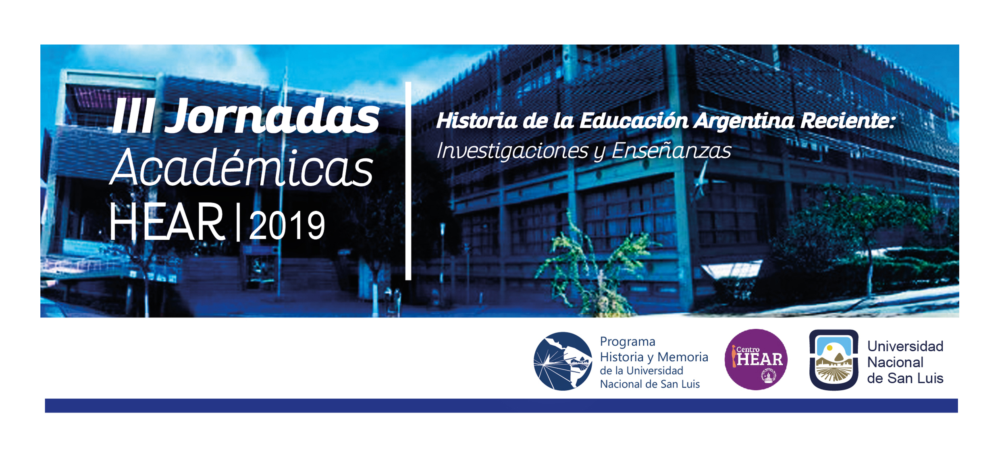 III Jornadas
Académicas
HEAR | 2019
Historia de la Educación Argentina Reciente:
Investigaciones y Enseñanzas
Programa
Historia y Memoria
de la Universidad
Nacional de San Luis
Centro
HEAR
Universidad
Nacional
de San Luis